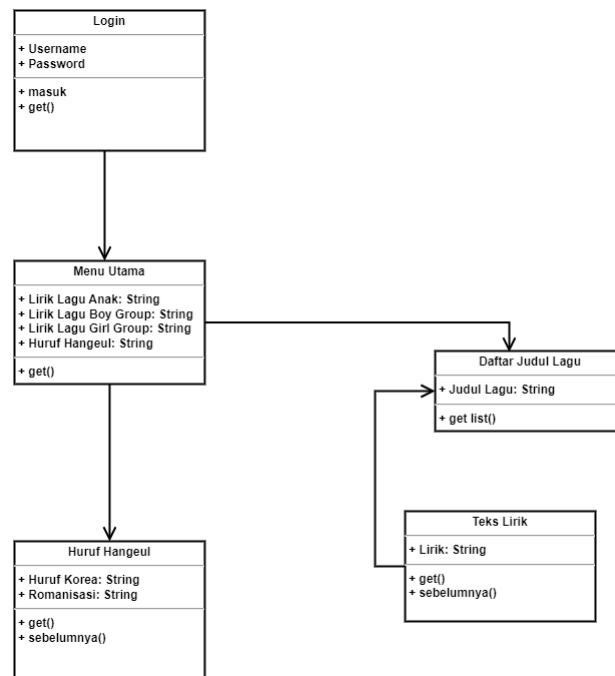 Login
+ Username
+ Password
+ masuk
+ get()
Menu Utama
+ Lirik Lagu Anak: String
+ Lirik Lagu Boy Group: String
+ Lirik Lagu Girl Group: String
+ Huruf Hangeul: String
+ get()
Daftar Judul Lagu
+ Judul Lagu: String
+ get list()
Teks Lirik
+ Lirik: String
+ get()
+ sebelumnya()
Huruf Hangeul
+ Huruf Korea: String
+ Romanisasi: String
+ get()
+ sebelumnya()